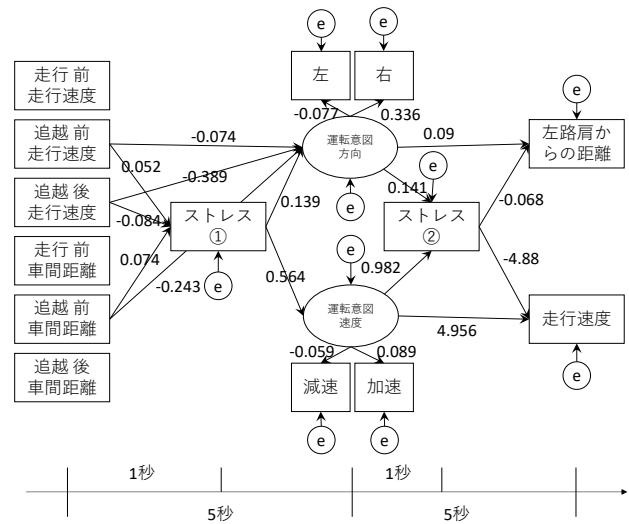 e
e
左
右
走行 前
走行速度
-0.077
0.336
e
追越 前
走行速度
-0.074
運転意図
方向
0.09
左路肩か
らの距離
0.052
e
-0.389
追越 後
走行速度
0.139
0.141
-0.068
-0.084
ストレス
①
e
ストレス
②
走行 前
車間距離
0.074
e
0.564
e
0.982
-4.88
-0.243
追越 前
車間距離
運転意図
速度
4.956
走行速度
-0.059
0.089
追越 後
車間距離
減速
加速
e
e
e
1秒
1秒
5秒
5秒